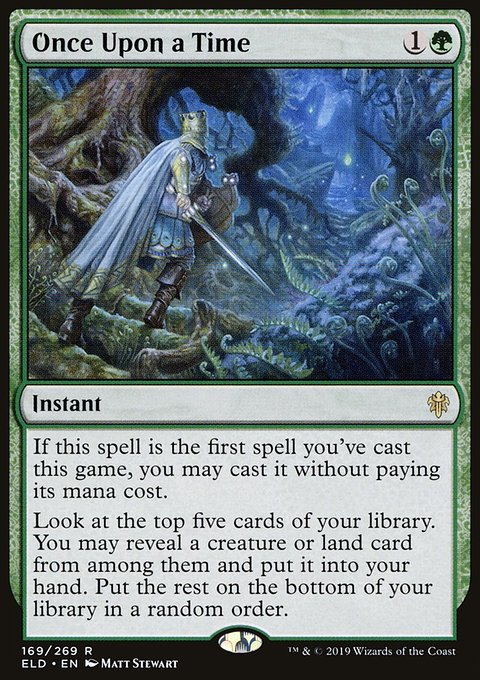 Once Upon a Time 1
Instant
If this spell is the first spell you've cast
this game, you may cast it without paying
its mana cost.
Look at the top five cards of your library.
You may reveal a creature or land card
from among them and put it into your
hand. Put the rest on the bottom of your
library in a random order.
169/269 R
ELD • EN Matt Stewart
™ & © 2019 Wizards of the Coast